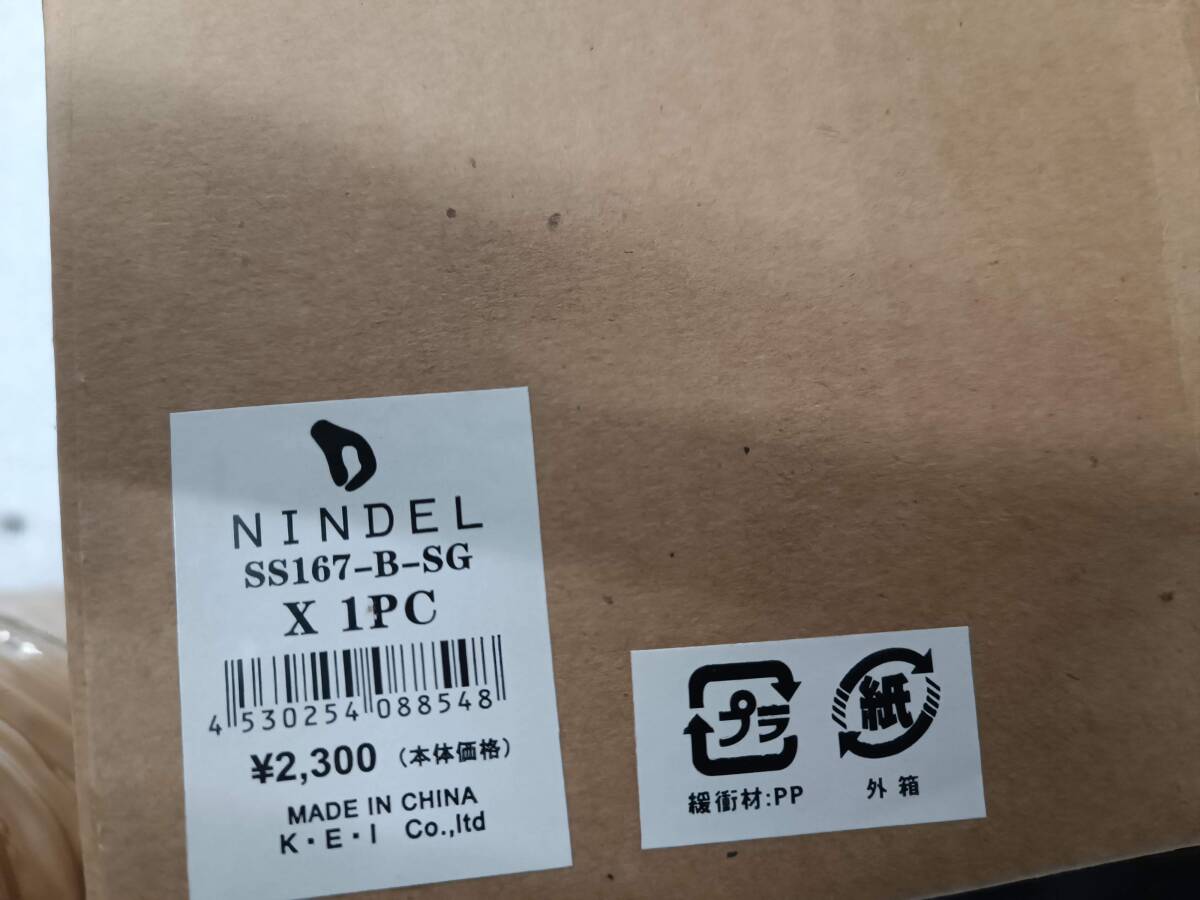 NINDEL
SS167-B-SG
X 1PC
4 530254 088548
¥2,300 (本体価格)
MADE IN CHINA
K・E・I Co.,ltd
プラ
緩衝材:PP
紙
外箱